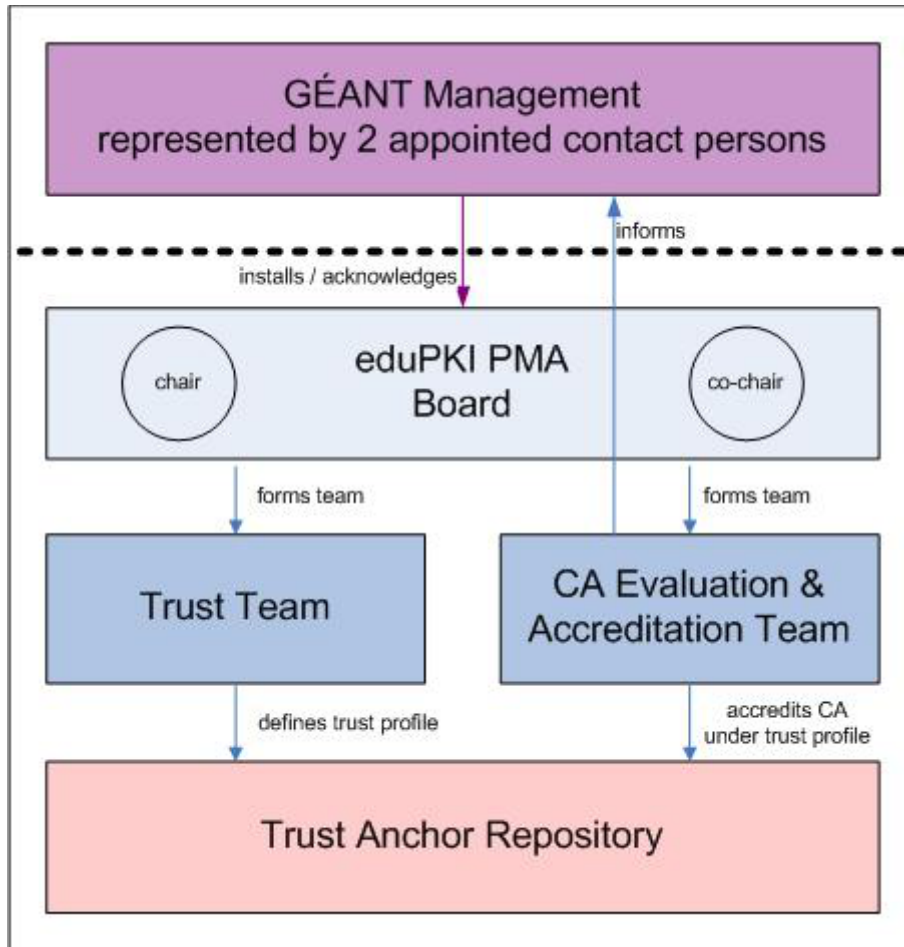 GÉANT Management
represented by 2 appointed contact persons
informs
installs / acknowledges
chair
eduPKI PMA
Board
co-chair
forms team
forms team
Trust Team
CA Evaluation &
Accreditation Team
defines trust profile
accredits CA
under trust profile
Trust Anchor Repository